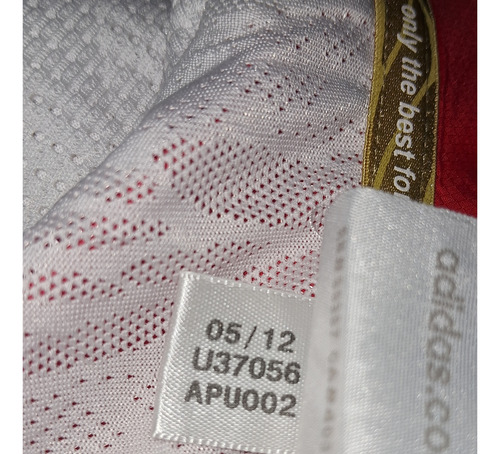 only the best fo
05/12
U37056
APU002
adidas.co